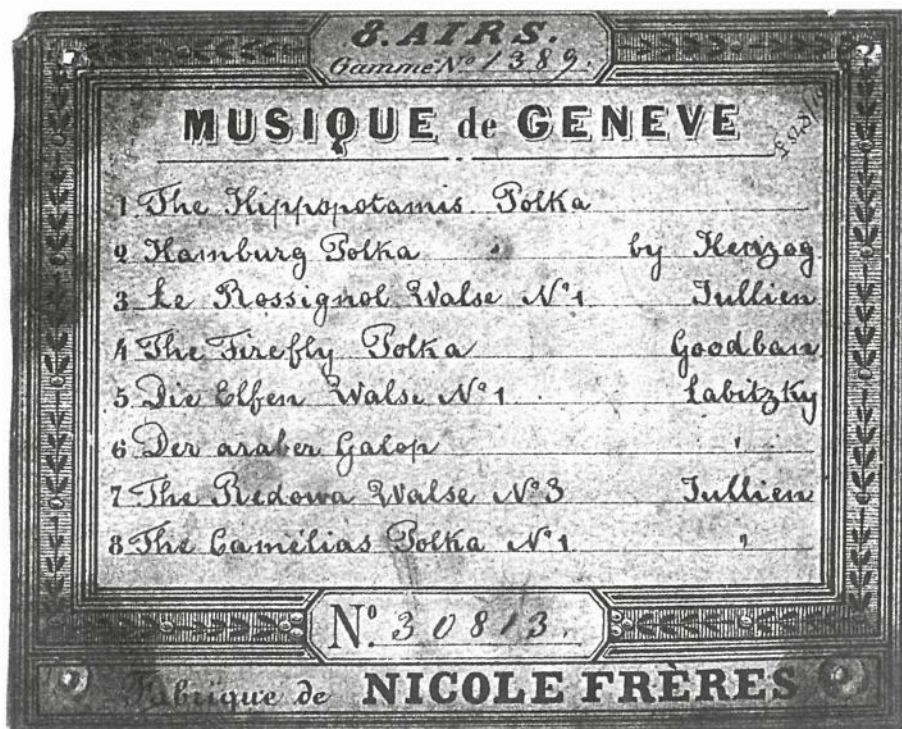 8. AIRS.
Gamme No 1389.
MUSIQUE de GENEVE
1 The Hippopotamis Polka
2 Hamburg Polka " by Herizog
3 Le Rossignol Walse No 1 Jullien
4 The Firefly Polka Goodban
5 Die Elfen Walse No 1 Labitzky
6 Der araber Galop "
7 The Redowa Walse No 3 Jullien
8 The Camélias Polka No 1 "
No. 30813.
Fabrique de NICOLE FRÈRES